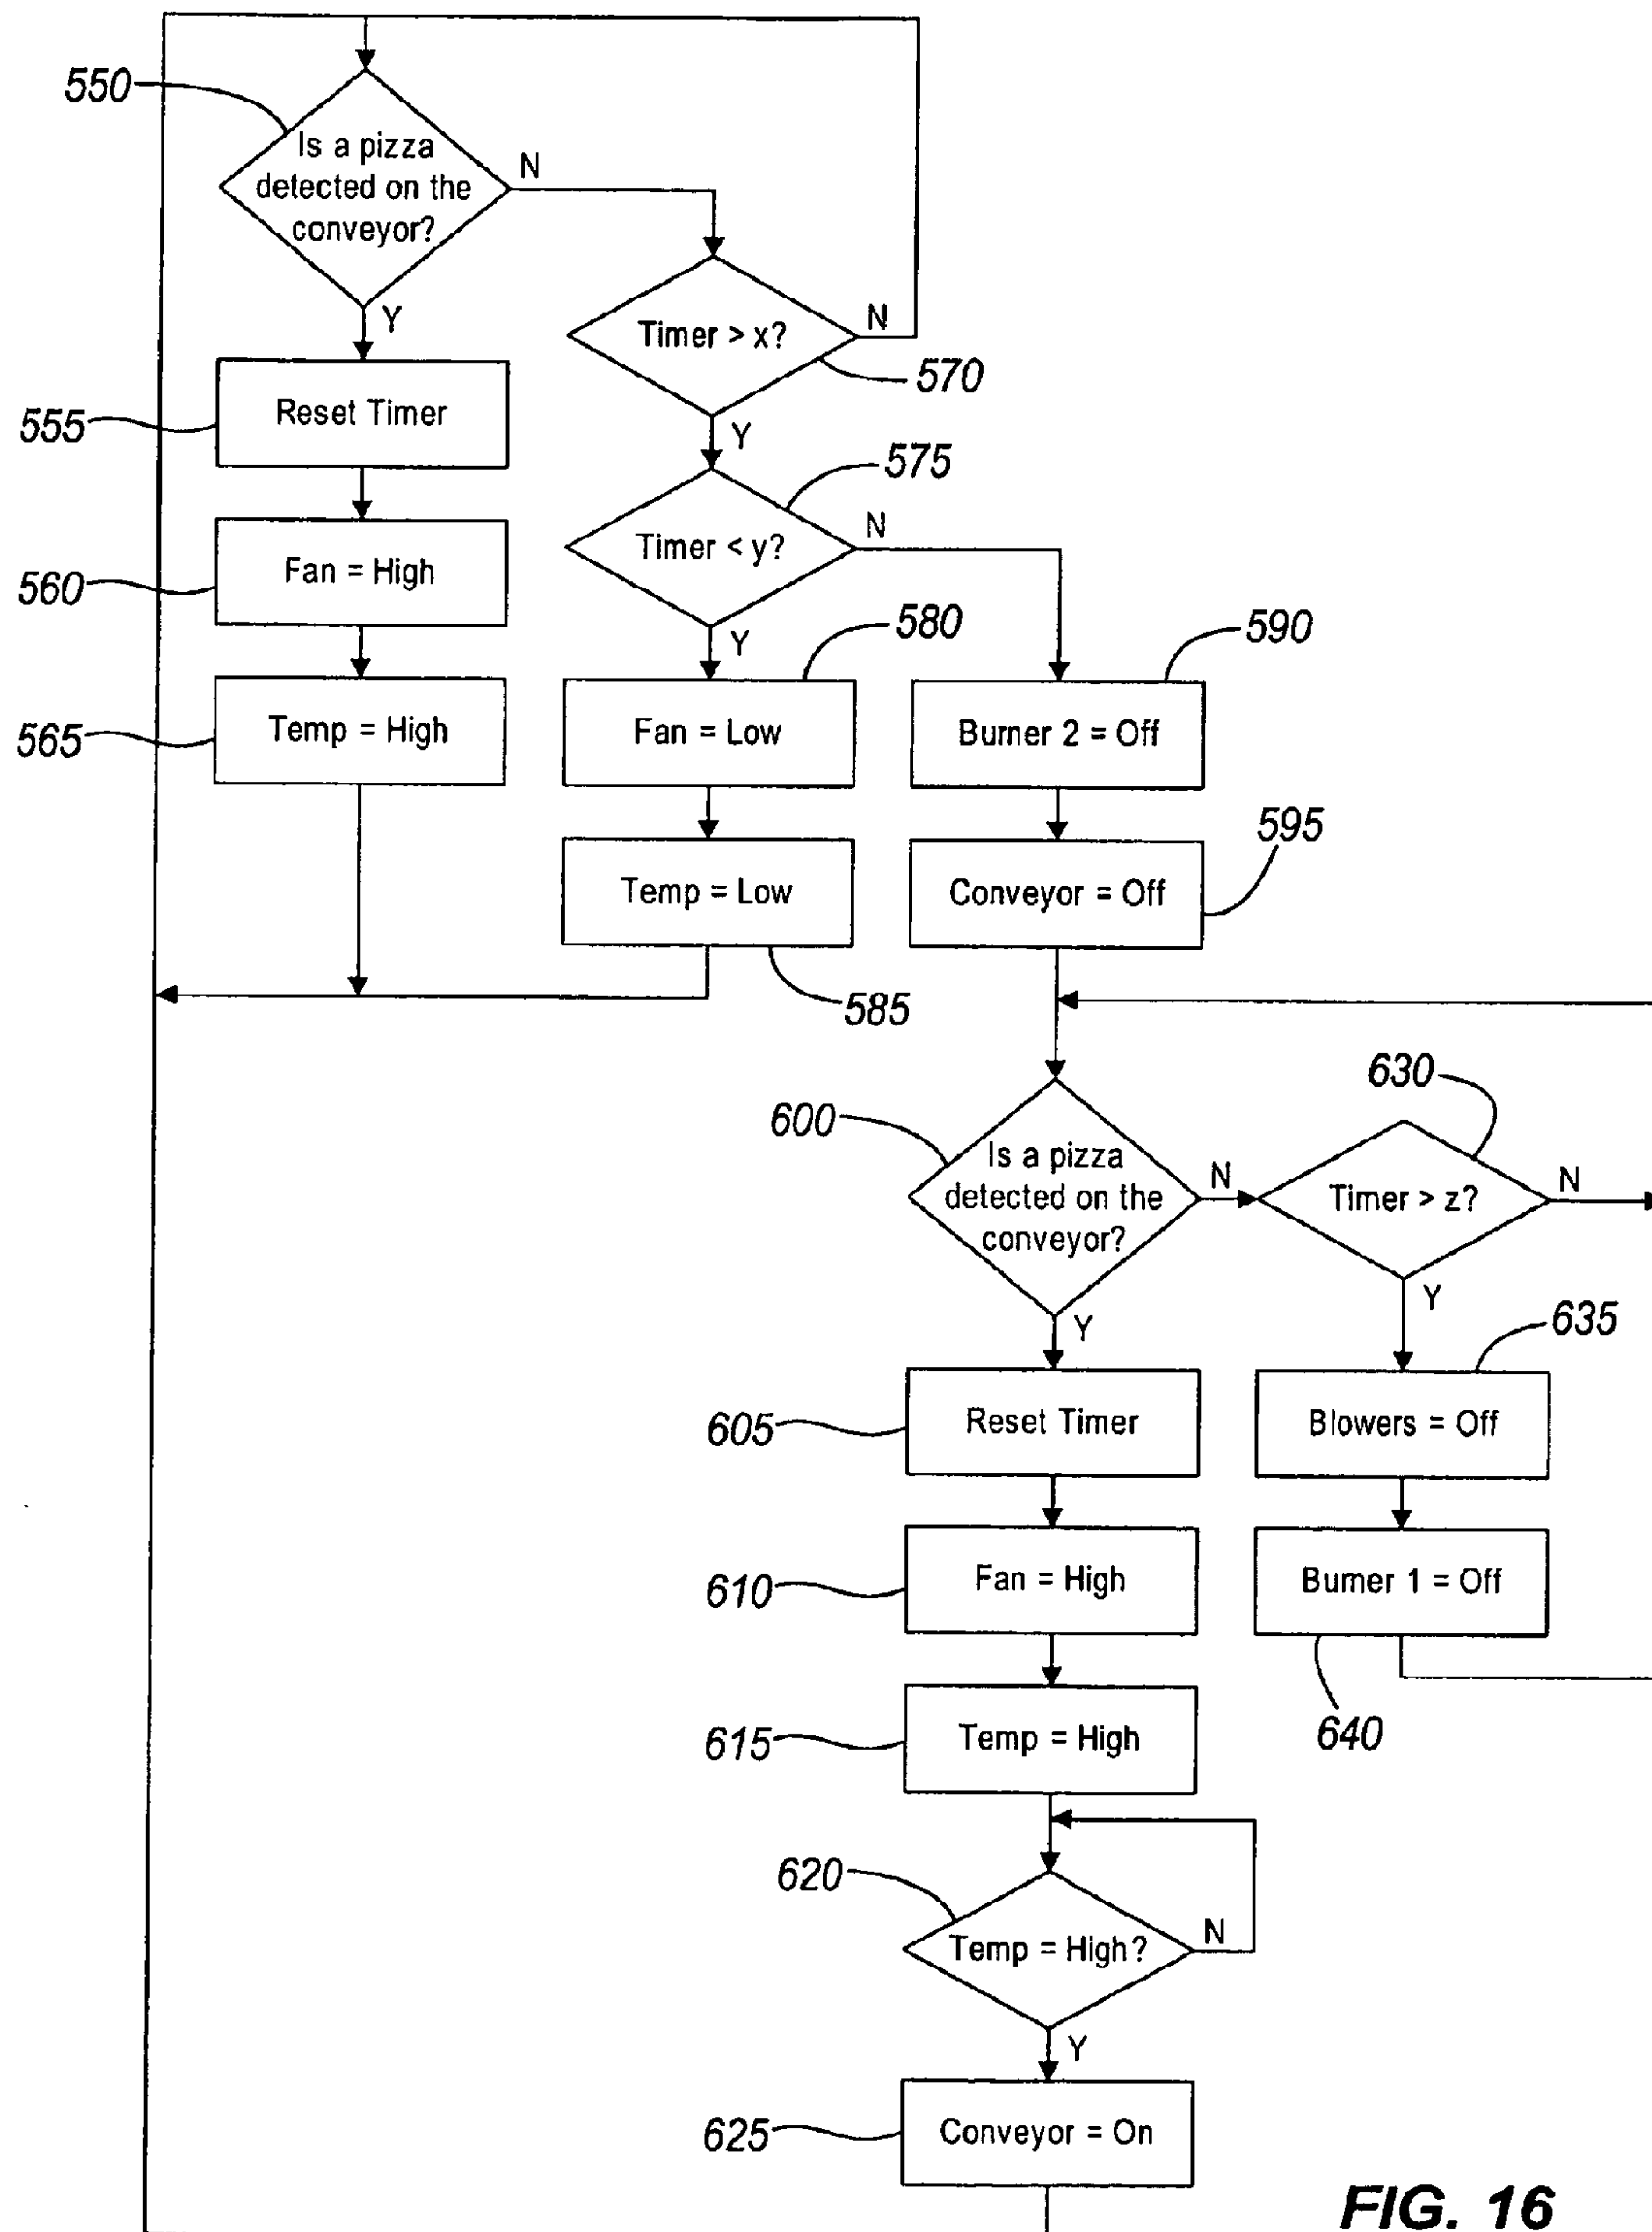 550
Is a pizza
detected on the
conveyor?
N
Y
Timer > x?
N
570
Y
555
Reset Timer
575
Timer < y?
N
Y
560
Fan = High
580
590
565
Temp = High
Fan = Low
Burner 2 = Off
595
Temp = Low
Conveyor = Off
585
630
600
Is a pizza
detected on the
conveyor?
N
Timer > z?
N
Y
Y
635
605
Reset Timer
Blowers = Off
610
Fan = High
Burner 1 = Off
615
Temp = High
640
620
Temp = High?
N
Y
625
Conveyor = On
FIG. 16